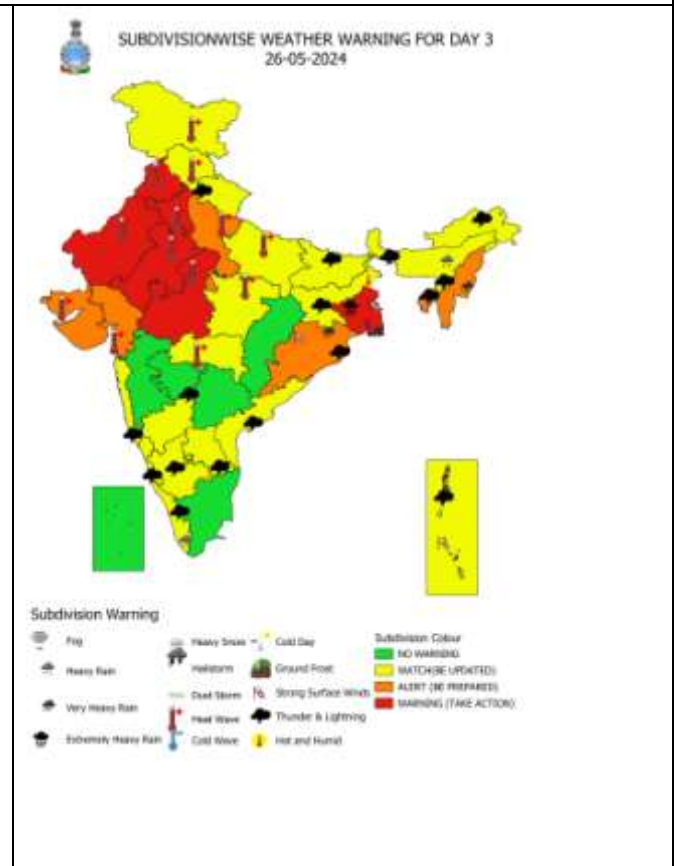 SUBDIVISIONWISE WEATHER WARNING FOR DAY 3
26-05-2024
Subdivision Warning
Fog
Heavy Rain
Very Heavy Rain
Extremely Heavy Rain
Heavy Snow
Hailstorm
Dust Storm
Heat Wave
Cold Wave
Cold Day
Ground Frost
Strong Surface Winds
Thunder & Lightning
Hot and Humid
Subdivision Colour
NO WARNING
WATCH(BE UPDATED)
ALERT (BE PREPARED)
WARNING (TAKE ACTION)